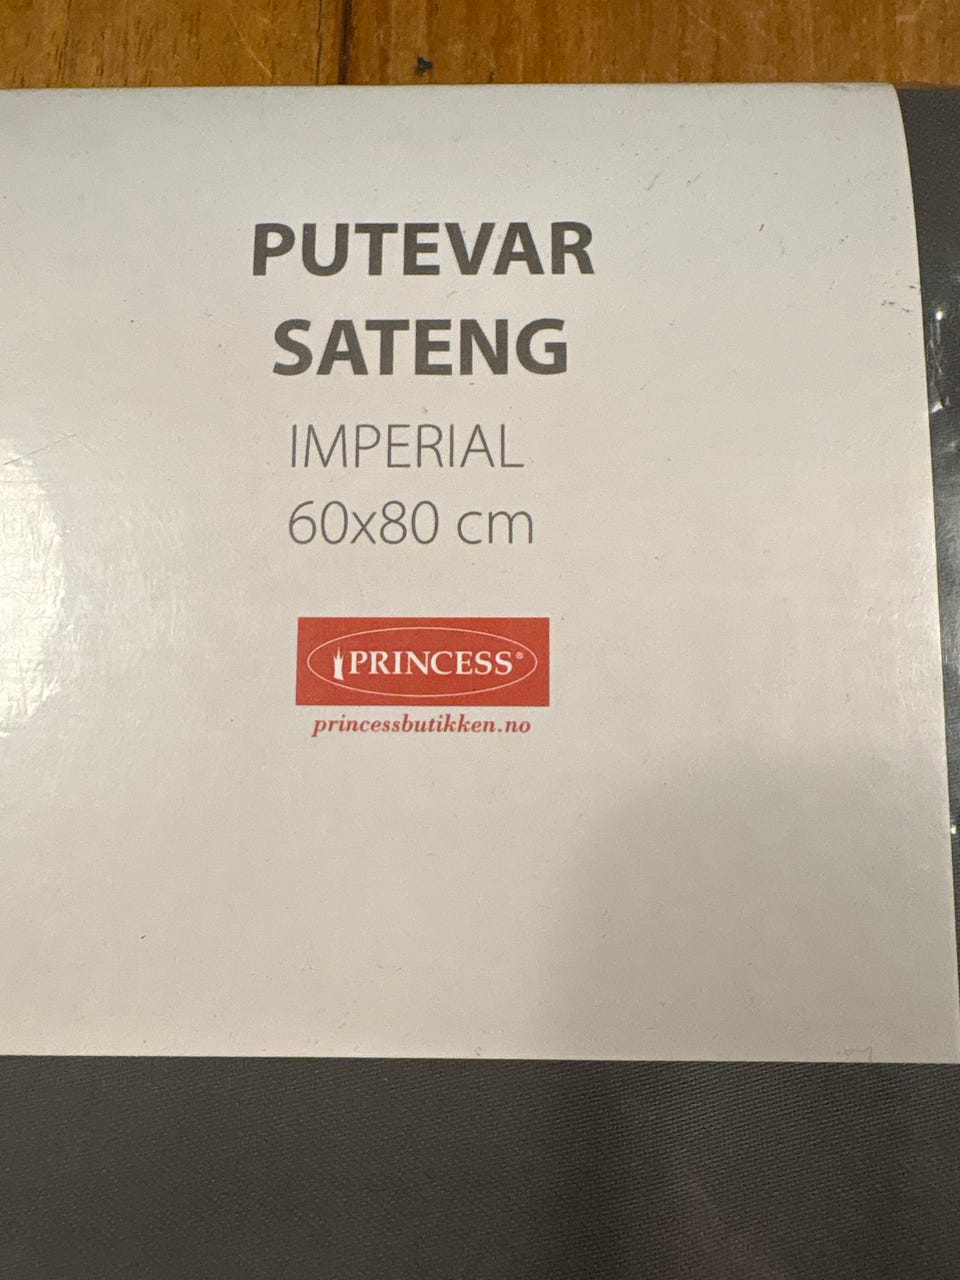 PUTEVAR
SATENG
IMPERIAL
60x80 cm
PRINCESS®
princessbutikken.no